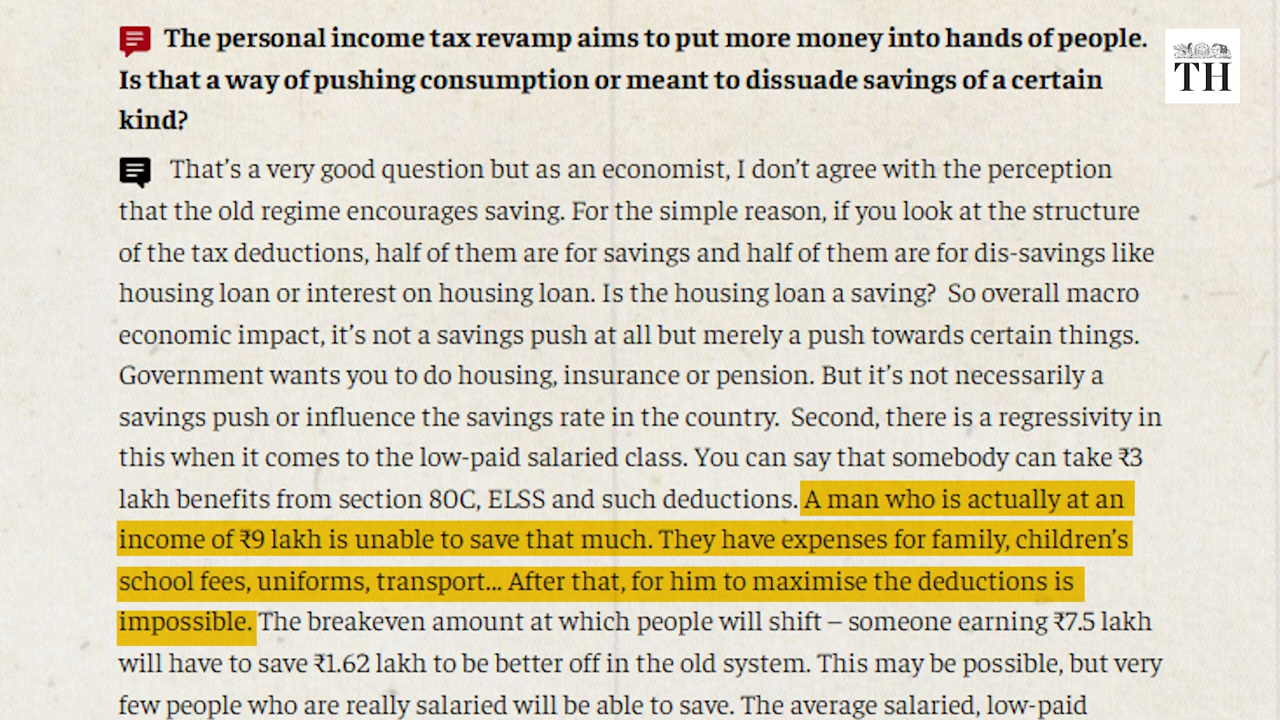 The personal income tax revamp aims to put more money into hands of people.
Is that a way of pushing consumption or meant to dissuade savings of a certain
kind?
TH
That’s a very good question but as an economist, I don’t agree with the perception
that the old regime encourages saving. For the simple reason, if you look at the structure
of the tax deductions, half of them are for savings and half of them are for dis-savings like
housing loan or interest on housing loan. Is the housing loan a saving?  So overall macro
economic impact, it’s not a savings push at all but merely a push towards certain things.
Government wants you to do housing, insurance or pension. But it’s not necessarily a
savings push or influence the savings rate in the country.  Second, there is a regressivity in
this when it comes to the low-paid salaried class. You can say that somebody can take ₹3
lakh benefits from section 80C, ELSS and such deductions. A man who is actually at an
income of ₹9 lakh is unable to save that much. They have expenses for family, children’s
school fees, uniforms, transport... After that, for him to maximise the deductions is
impossible. The breakeven amount at which people will shift – someone earning ₹7.5 lakh
will have to save ₹1.62 lakh to be better off in the old system. This may be possible, but very
few people who are really salaried will be able to save. The average salaried, low-paid